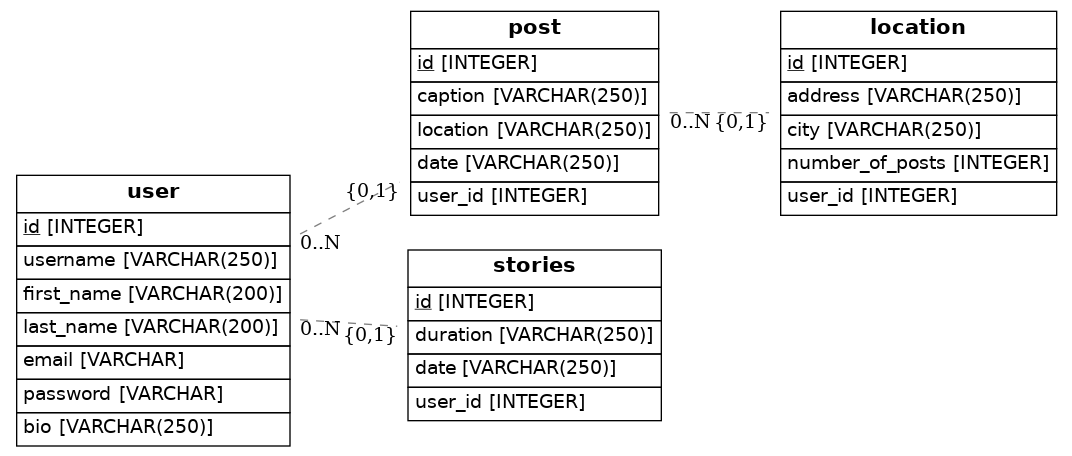 user
id [INTEGER]
username [VARCHAR(250)]
first_name [VARCHAR(200)]
last_name [VARCHAR(200)]
email [VARCHAR]
password [VARCHAR]
bio [VARCHAR(250)]
{0,1}
0..N
0..N
{0,1}
post
id [INTEGER]
caption [VARCHAR(250)]
location [VARCHAR(250)]
date [VARCHAR(250)]
user_id [INTEGER]
stories
id [INTEGER]
duration [VARCHAR(250)]
date [VARCHAR(250)]
user_id [INTEGER]
0..N {0,1}
location
id [INTEGER]
address [VARCHAR(250)]
city [VARCHAR(250)]
number_of_posts [INTEGER]
user_id [INTEGER]